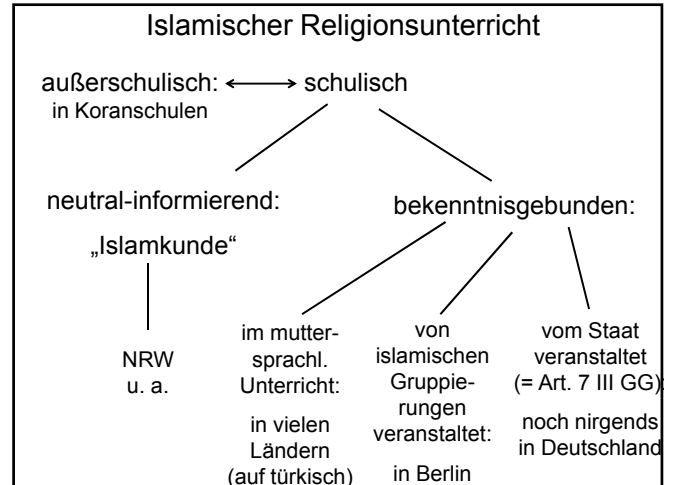 Islamischer Religionsunterricht
außerschulisch:
in Koranschulen
schulisch
neutral-informierend:
„Islamkunde“
NRW
u. a.
bekenntnisgebunden:
im mutter-
sprachl.
Unterricht:
in vielen
Ländern
(auf türkisch)
von
islamischen
Gruppie-
rungen
veranstaltet:
in Berlin
vom Staat
veranstaltet
(= Art. 7 III GG):
noch nirgends
in Deutschland